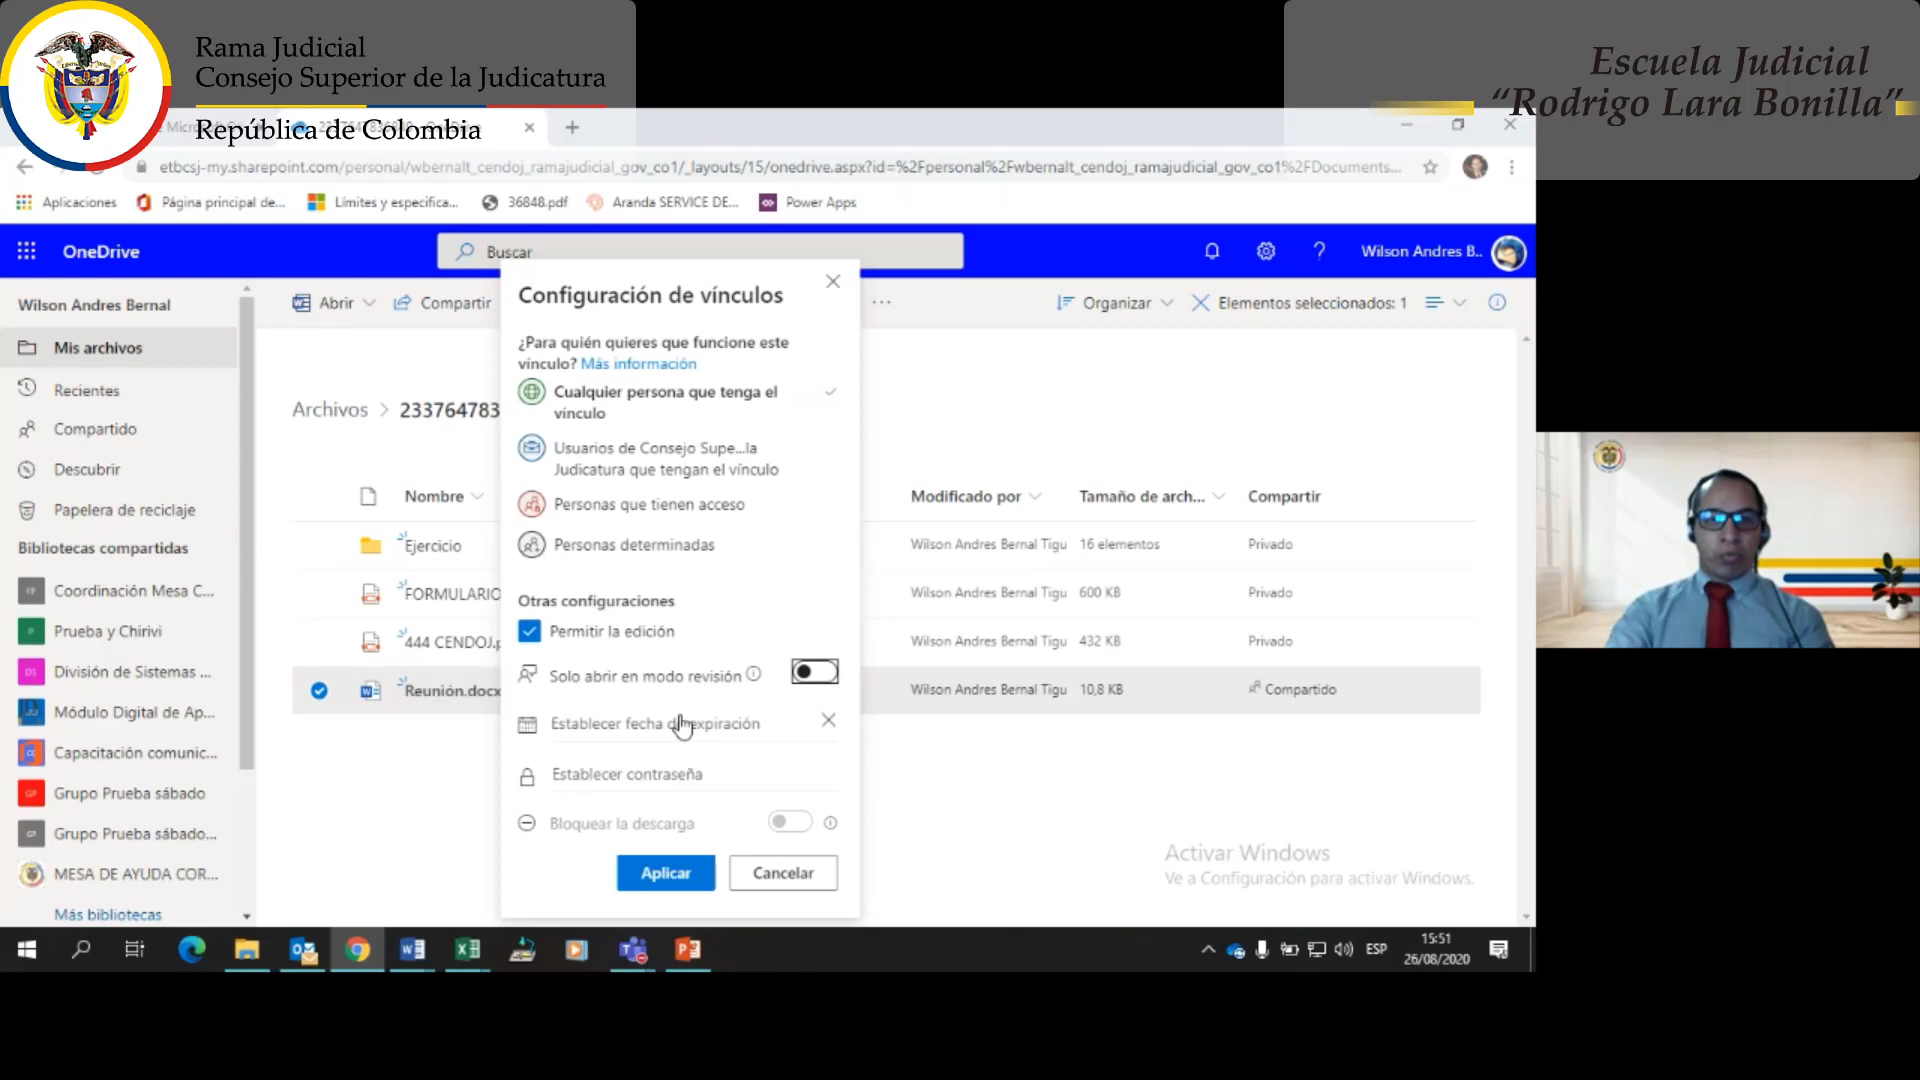 Rama Judicial
Consejo Superior de la Judicatura
República de Colombia
Escuela Judicial
“Rodrigo Lara Bonilla”
etbcsj-my.sharepoint.com/personal/wbernalt_cendoj_ramajudicial_gov_co1/_layouts/15/onedrive.aspx?id=%2Fpersonal%2Fwbernalt_cendoj_ramajudicial_gov_co1%2FDocuments...
Aplicaciones
Página principal de...
Límites y especifica...
36848.pdf
Aranda SERVICE DE...
Power Apps
OneDrive
Buscar
Wilson Andres B..
Wilson Andres Bernal
Mis archivos
Recientes
Compartido
Descubrir
Papelera de reciclaje
Bibliotecas compartidas
Coordinación Mesa C...
Prueba y Chirivi
División de Sistemas ...
Módulo Digital de Ap...
Capacitación comunic...
Grupo Prueba sábado
Grupo Prueba sábado...
MESA DE AYUDA COR...
Más bibliotecas
Abrir
Compartir
Organizar
Elementos seleccionados: 1
Archivos > 233764783
Nombre
Modificado por
Tamaño de arch...
Compartir
Ejercicio
Wilson Andres Bernal Tigu
16 elementos
Privado
FORMULARIO
Wilson Andres Bernal Tigu
600 KB
Privado
444 CENDOJ.p
Wilson Andres Bernal Tigu
432 KB
Privado
Reunión.docx
Wilson Andres Bernal Tigu
10,8 KB
Compartido
Configuración de vínculos
¿Para quién quieres que funcione este
vínculo? Más información
Cualquier persona que tenga el
vínculo
Usuarios de Consejo Supe...la
Judicatura que tengan el vínculo
Personas que tienen acceso
Personas determinadas
Otras configuraciones
Permitir la edición
Solo abrir en modo revisión
Establecer fecha de expiración
Establecer contraseña
Bloquear la descarga
Aplicar
Cancelar
Activar Windows
Ve a Configuración para activar Windows.
ESP
15:51
26/08/2020